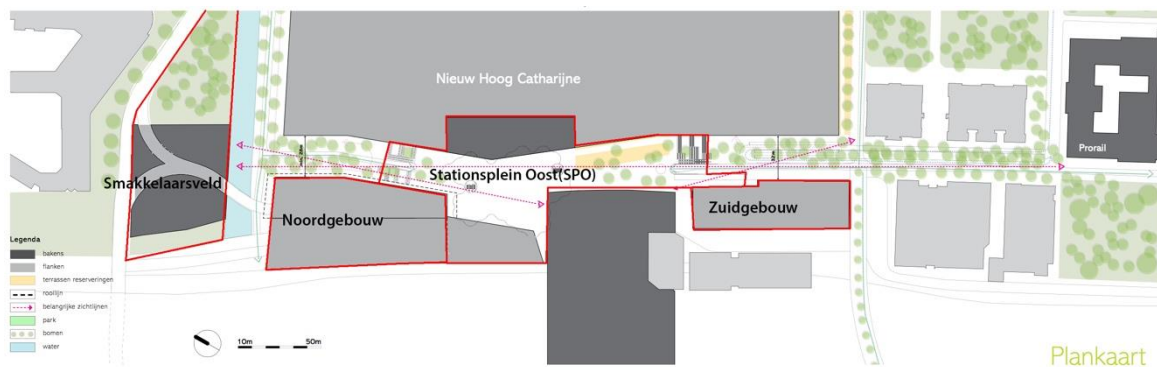 Nieuw Hoog Catharijne
Prorail
Stationsplein Oost(SPO)
Smakkelaarsveld
Noordgebouw
Zuidgebouw
Legenda
bakens
flanken
terrassen reserveringen
rooilijn
belangrijke zichtlijnen
park
bomen
water
10m 50m
Plankaart